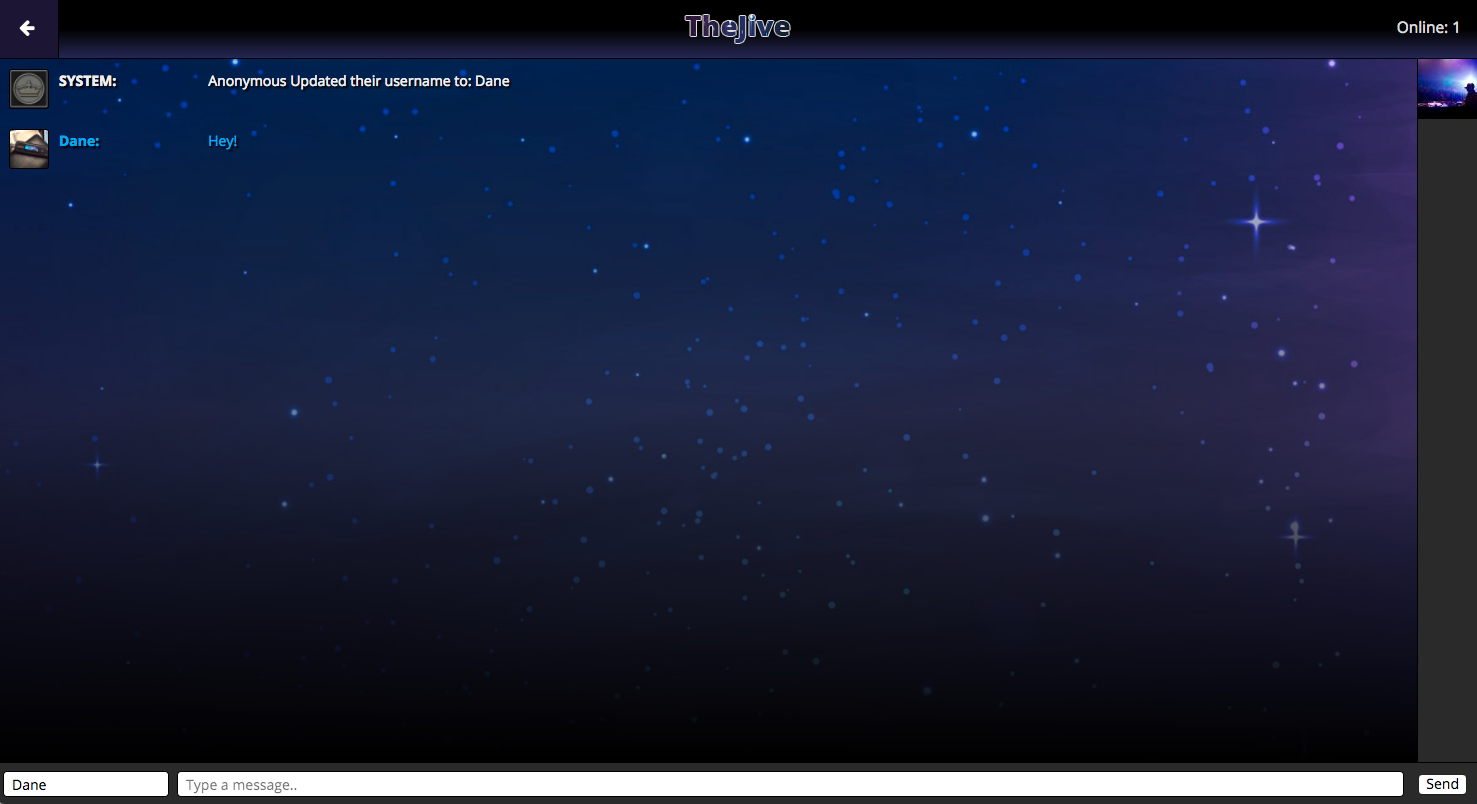 TheJive
Online: 1
SYSTEM: Anonymous Updated their username to: Dane
Dane: Hey!
Dane
Type a message..
Send